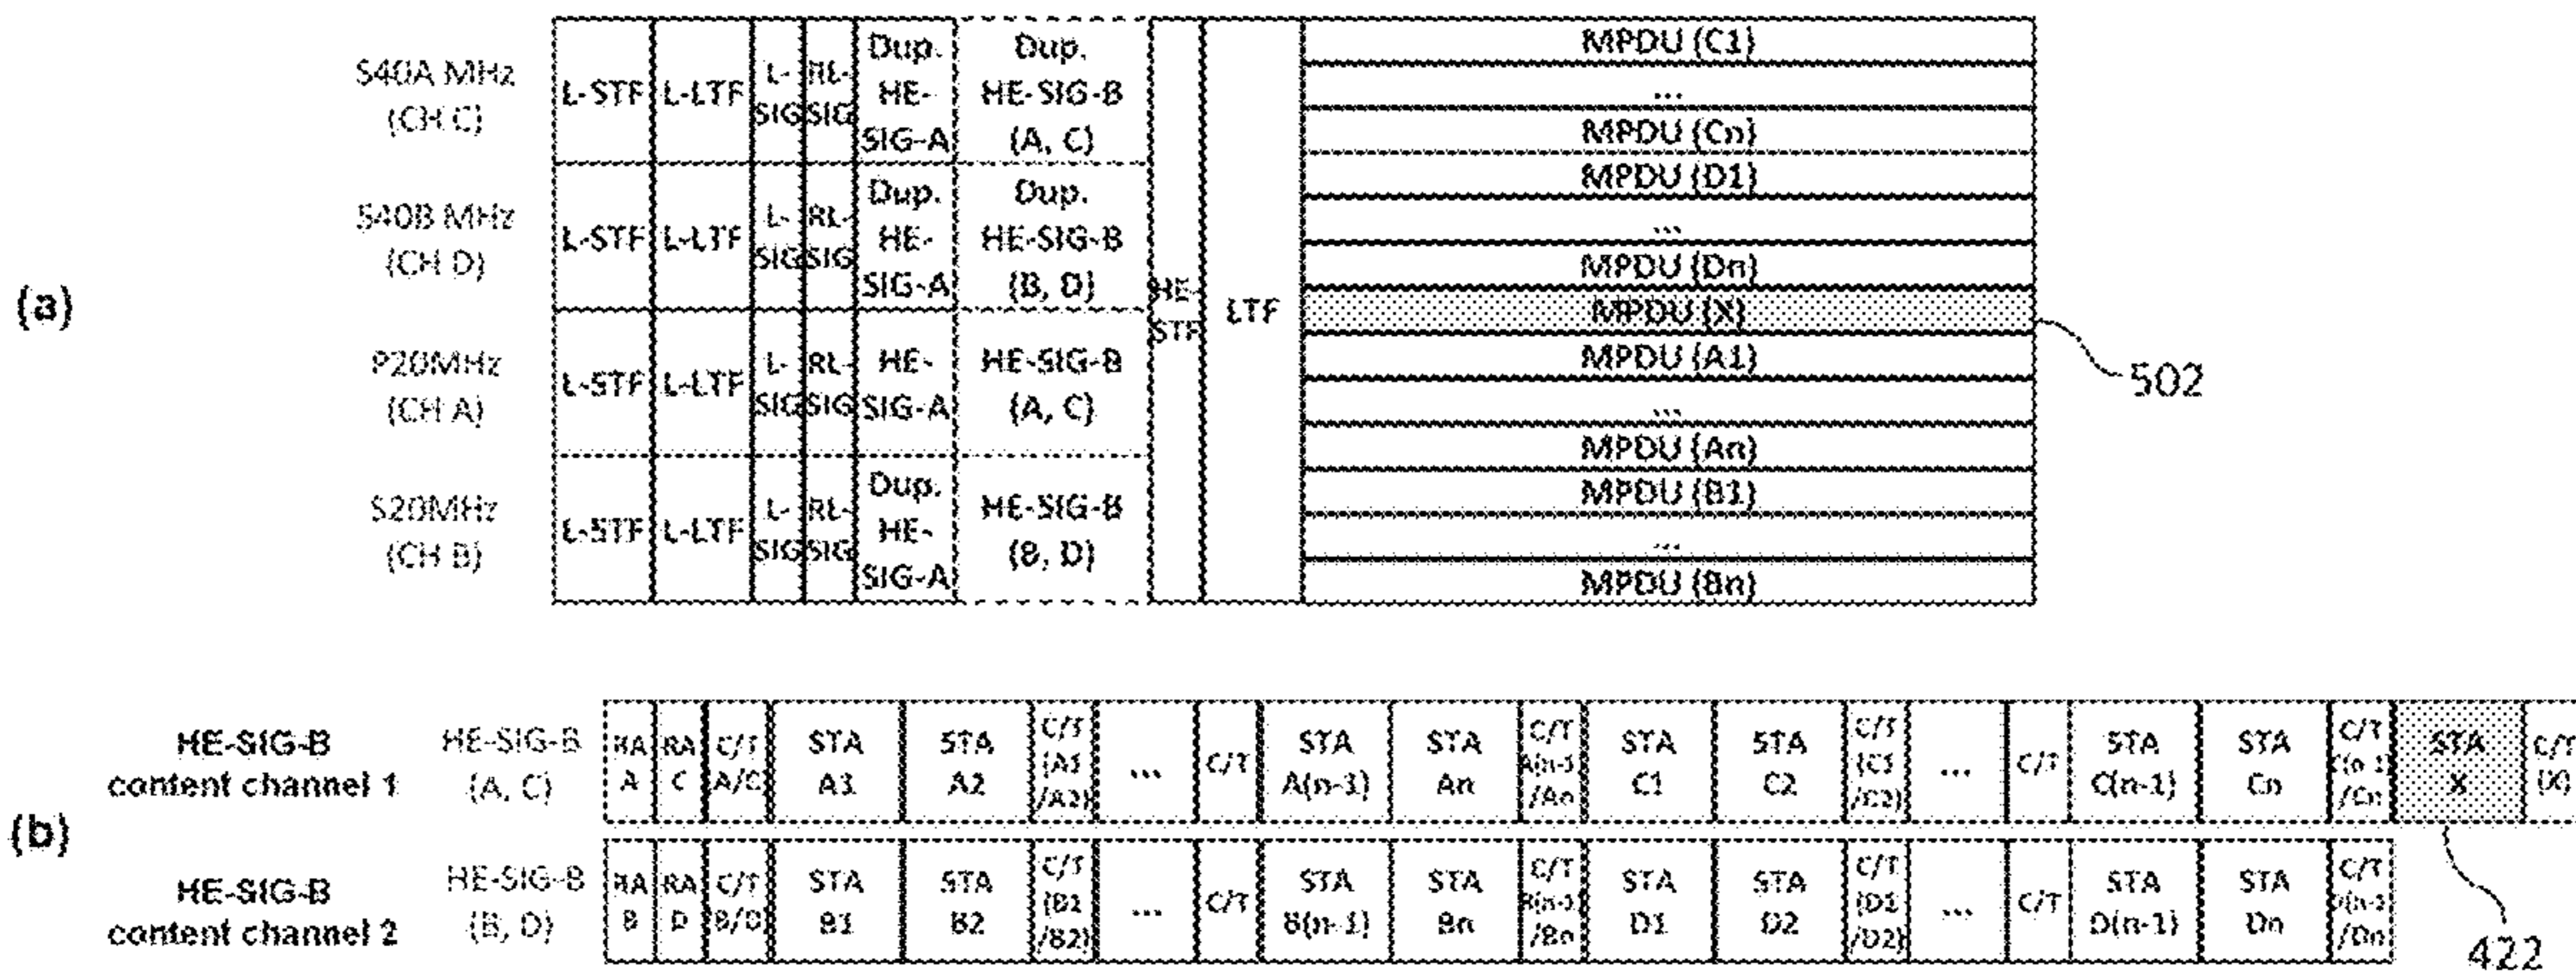 (a)
S40A MHz
(CH C)
L-STF L-LTF L-SIG RL-SIG Dup. HE-SIG-A Dup. HE-SIG-B (A, C)
S40B MHz
(CH D)
L-STF L-LTF L-SIG RL-SIG Dup. HE-SIG-A Dup. HE-SIG-B (B, D)
P20MHz
(CH A)
L-STF L-LTF L-SIG RL-SIG HE-SIG-A HE-SIG-B (A, C)
S20MHz
(CH B)
L-STF L-LTF L-SIG RL-SIG Dup. HE-SIG-A HE-SIG-B (B, D)
HE-STF
LTF
MPDU (C1)
...
MPDU (Cn)
MPDU (D1)
...
MPDU (Dn)
MPDU (X)
MPDU (A1)
...
MPDU (An)
MPDU (B1)
...
MPDU (Bn)
502
(b)
HE-SIG-B
content channel 1
HE-SIG-B
(A, C)
RA A RA C C/T A/C STA A1 STA A2 C/T (A1/A2) ... C/T STA A(n-1) STA An C/T A(n-1/An STA C1 STA C2 C/T (C1/C2) ... C/T STA C(n-1) STA Cn C/T C(n-1/Cn STA X C/T (X)
HE-SIG-B
content channel 2
HE-SIG-B
(B, D)
RA B RA D C/T B/D STA B1 STA B2 C/T (B1/B2) ... C/T STA B(n-1) STA Bn C/T B(n-1/Bn STA D1 STA D2 C/T (D1/D2) ... C/T STA D(n-1) STA Dn C/T D(n-1/Dn
422